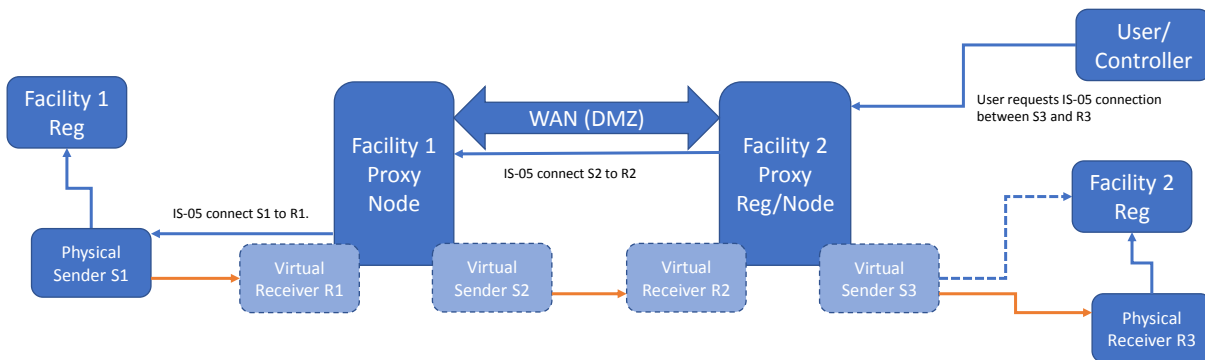 User/
Controller
Facility 1
Reg
WAN (DMZ)
User requests IS-05 connection
between S3 and R3
Facility 1
Proxy
Node
Facility 2
Proxy
Reg/Node
IS-05 connect S2 to R2
Facility 2
Reg
IS-05 connect S1 to R1.
Physical
Sender S1
Virtual
Receiver R1
Virtual
Sender S2
Virtual
Receiver R2
Virtual
Sender S3
Physical
Receiver R3